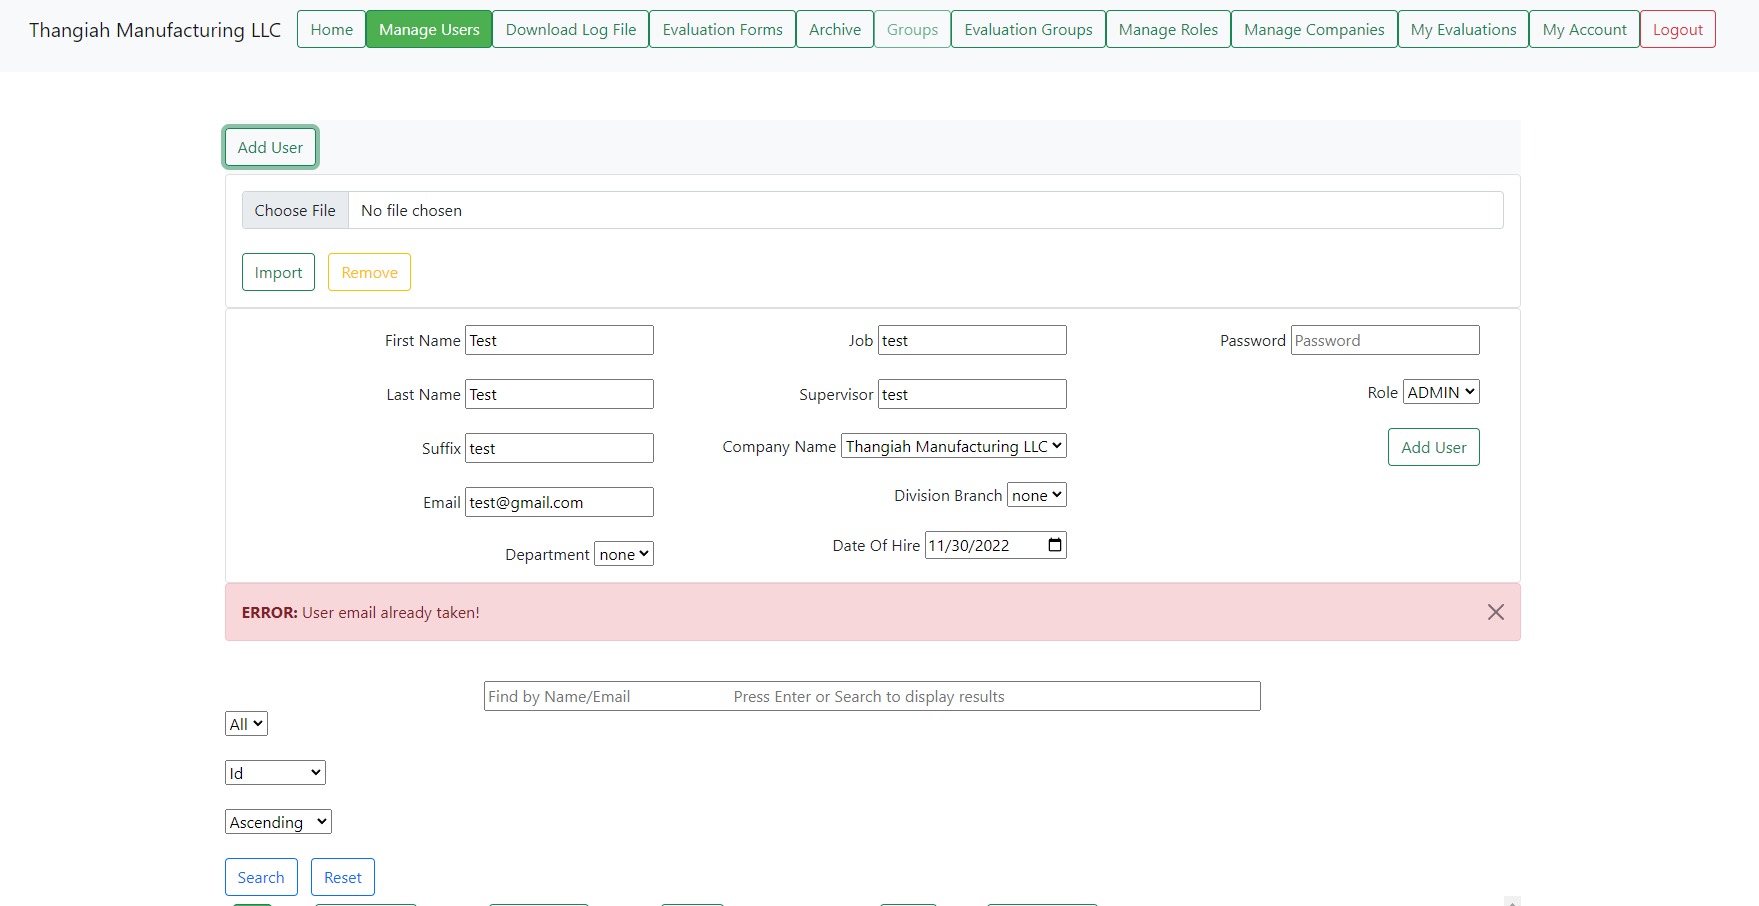 Thangiah Manufacturing LLC Home Manage Users Download Log File Evaluation Forms Archive Groups Evaluation Groups Manage Roles Manage Companies My Evaluations My Account Logout
Add User
Choose File No file chosen
Import Remove
First Name Test Job test Password Password
Last Name Test Supervisor test Role ADMIN
Suffix test Company Name Thangiah Manufacturing LLC Add User
Email test@gmail.com Division Branch none
Department none Date Of Hire 11/30/2022
ERROR: User email already taken!
Find by Name/Email Press Enter or Search to display results
All
Id
Ascending
Search Reset